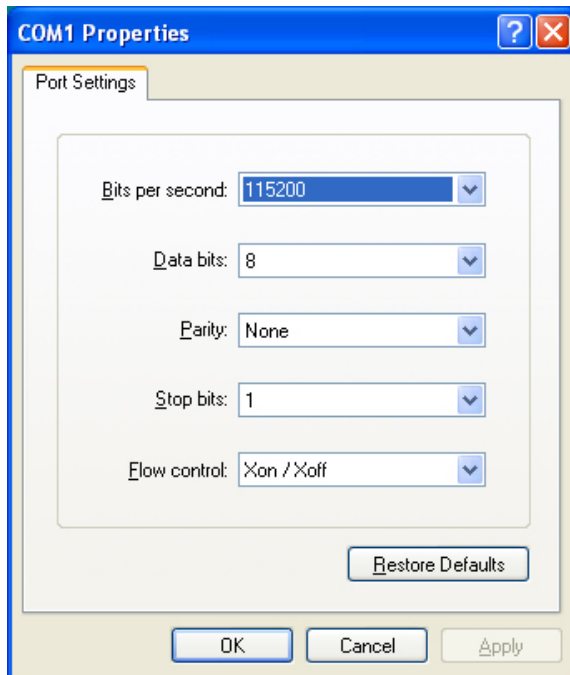 COM1 Properties
Port Settings
Bits per second: 115200
Data bits: 8
Parity: None
Stop bits: 1
Flow control: Xon / Xoff
Restore Defaults
OK Cancel Apply